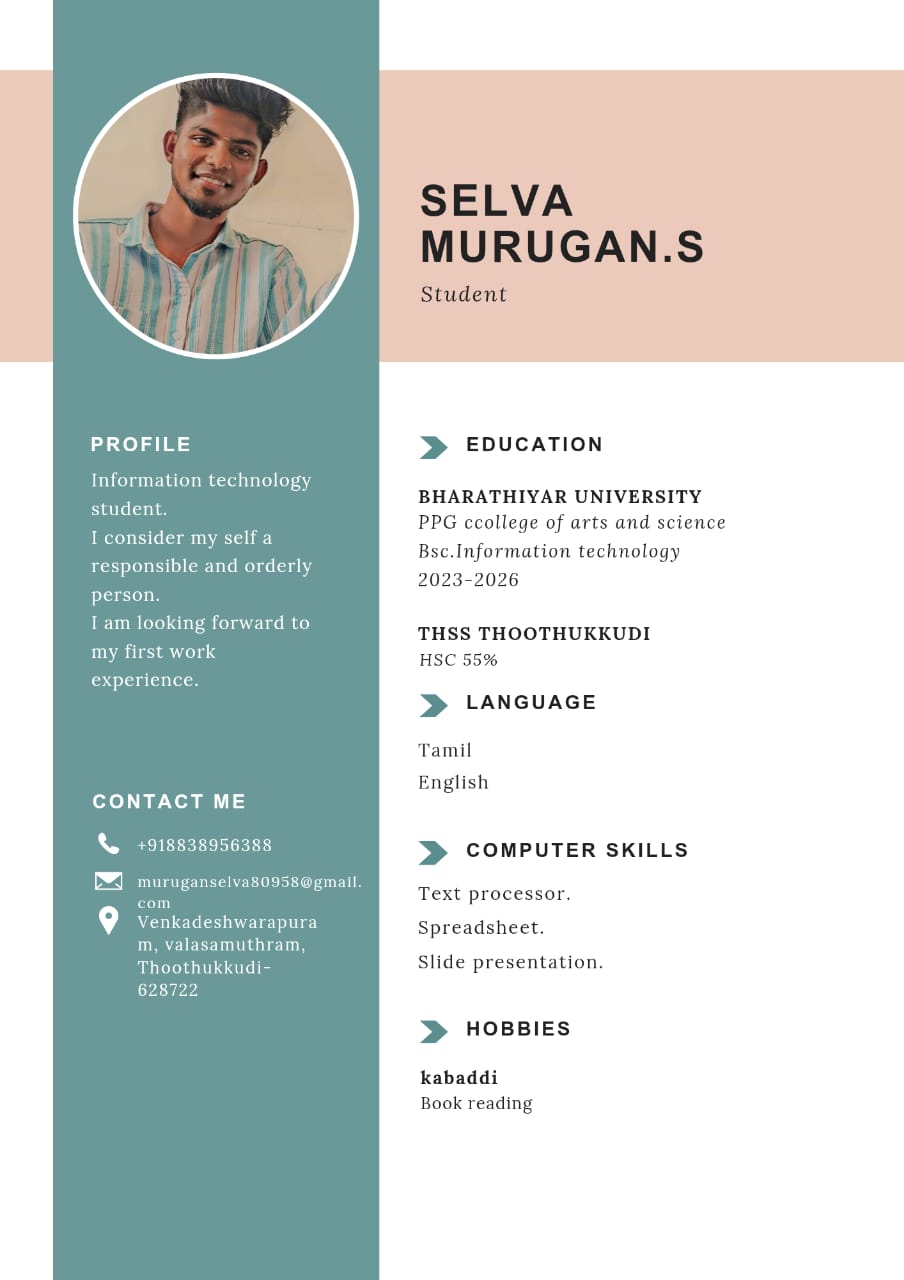 SELVA
MURUGAN.S
Student
PROFILE
Information technology
student.
I consider my self a
responsible and orderly
person.
I am looking forward to
my first work
experience.
CONTACT ME
+918838956388
muruganselva80958@gmail.
com
Venkadeshwarapura
m, valasamuthram,
Thoothukkudi-
628722
EDUCATION
BHARATHIYAR UNIVERSITY
PPG ccollege of arts and science
Bsc.Information technology
2023-2026
THSS THOOTHUKKUDI
HSC 55%
LANGUAGE
Tamil
English
COMPUTER SKILLS
Text processor.
Spreadsheet.
Slide presentation.
HOBBIES
kabaddi
Book reading